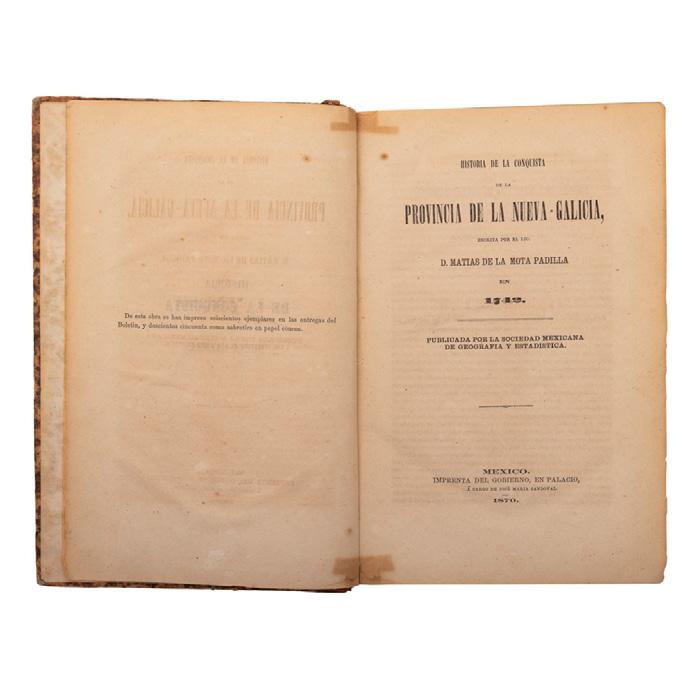 De esta obra se han impreso seiscientos ejemplares en las entregas del
Boletin, y doscientos cincuenta como sobretiro en papel comun.
HISTORIA DE LA CONQUISTA
DE LA
PROVINCIA DE LA NUEVA-GALICIA,
ESCRITA POR EL LIC.
D. MATIAS DE LA MOTA PADILLA
EN
1742.
PUBLICADA POR LA SOCIEDAD MEXICANA
DE GEOGRAFIA Y ESTADISTICA.
MEXICO.
IMPRENTA DEL GOBIERNO, EN PALACIO,
Á CARGO DE JOSÉ MARIA SANDOVAL.
1870.